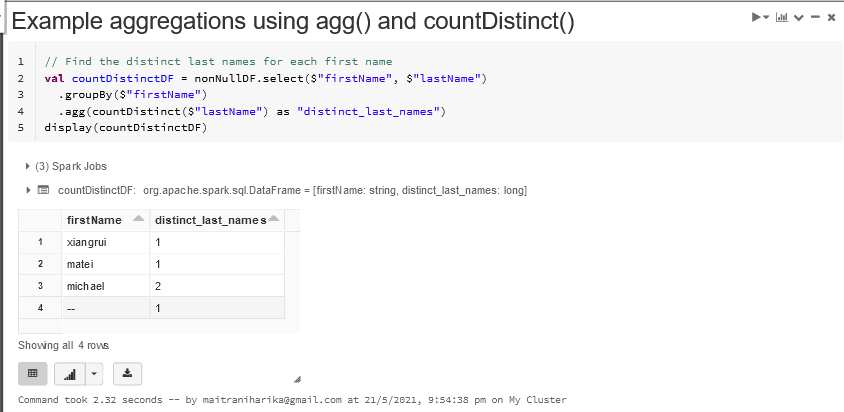 Example aggregations using agg() and countDistinct()
1 // Find the distinct last names for each first name
2 val countDistinctDF = nonNullDF.select($"firstName", $"lastName")
3 .groupBy($"firstName")
4 .agg(countDistinct($"lastName") as "distinct_last_names")
5 display(countDistinctDF)
(3) Spark Jobs
countDistinctDF: org.apache.spark.sql.DataFrame = [firstName: string, distinct_last_names: long]
firstName distinct_last_names
1 xiangrui 1
2 matei 1
3 michael 2
4 -- 1
Showing all 4 rows.
Command took 2.32 seconds -- by maitraniharika@gmail.com at 21/5/2021, 9:54:38 pm on My Cluster